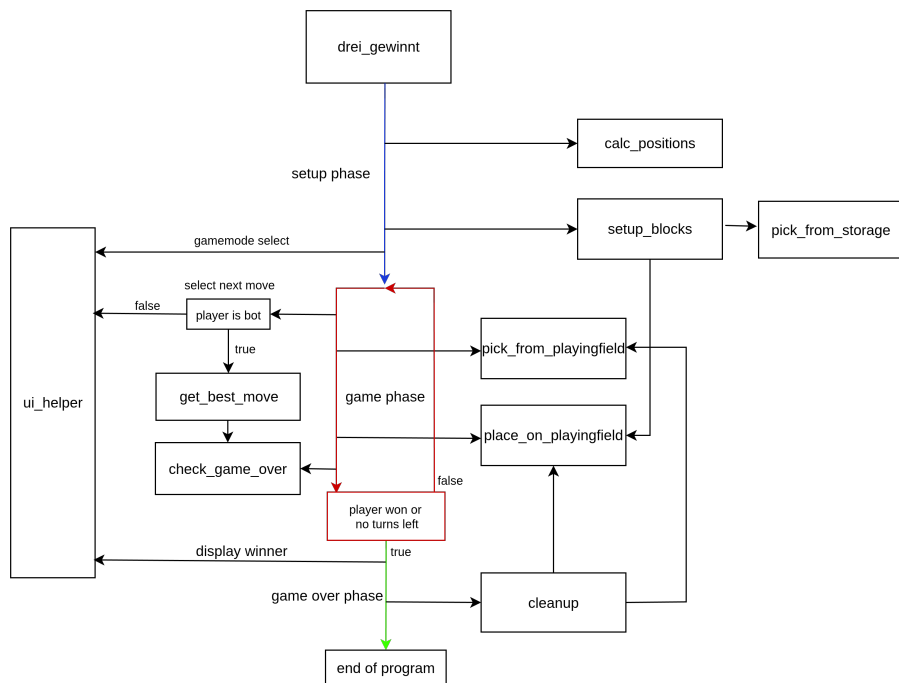 drei_gewinnt
calc_positions
setup phase
setup_blocks
pick_from_storage
gamemode select
select next move
false
player is bot
true
pick_from_playingfield
get_best_move
game phase
ui_helper
place_on_playingfield
check_game_over
false
player won or
no turns left
true
display winner
game over phase
cleanup
end of program